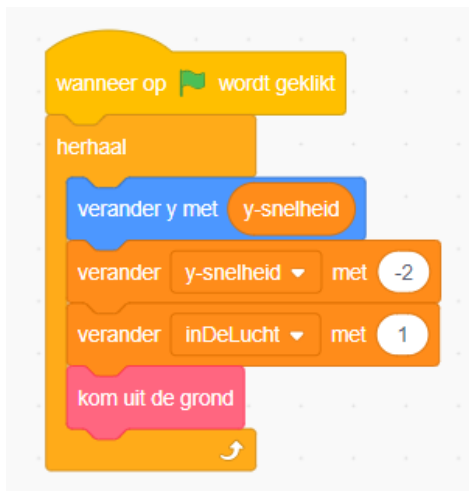 wanneer op wordt geklikt
herhaal
verander y met y-snelheid
verander y-snelheid met -2
verander inDeLucht met 1
kom uit de grond